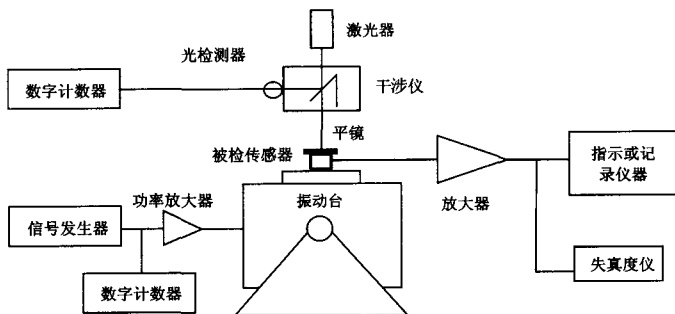 激光器
光检测器
数字计数器
干涉仪
平镜
被检传感器
指示或记
录仪器
放大器
功率放大器
振动台
信号发生器
数字计数器
失真度仪